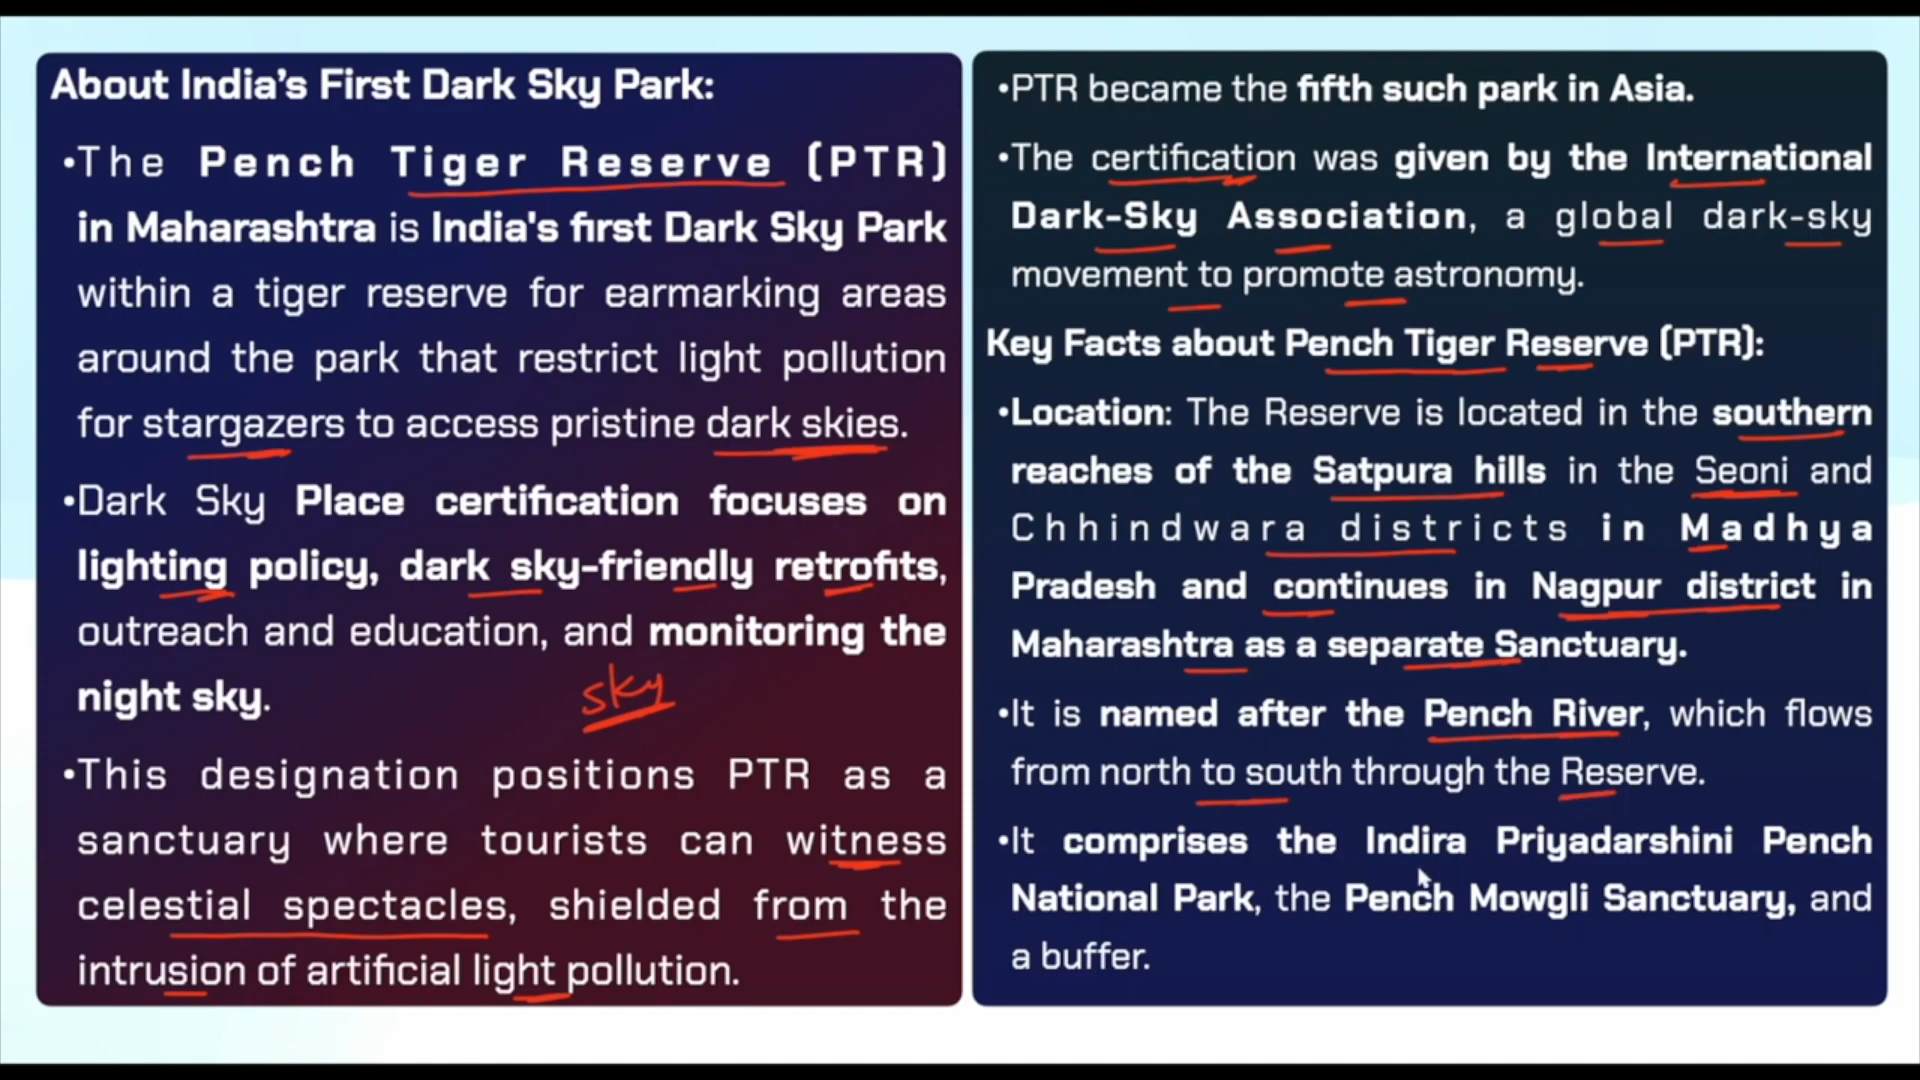 About India's First Dark Sky Park:
•The Pench Tiger Reserve (PTR)
in Maharashtra is India's first Dark Sky Park
within a tiger reserve for earmarking areas
around the park that restrict light pollution
for stargazers to access pristine dark skies.
•Dark Sky Place certification focuses on
lighting policy, dark sky-friendly retrofits,
outreach and education, and monitoring the
night sky.
sky
•This designation positions PTR as a
sanctuary where tourists can witness
celestial spectacles, shielded from the
intrusion of artificial light pollution.
•PTR became the fifth such park in Asia.
•The certification was given by the International
Dark-Sky Association, a global dark-sky
movement to promote astronomy.
Key Facts about Pench Tiger Reserve (PTR):
•Location: The Reserve is located in the southern
reaches of the Satpura hills in the Seoni and
Chhindwara districts in Madhya
Pradesh and continues in Nagpur district in
Maharashtra as a separate Sanctuary.
•It is named after the Pench River, which flows
from north to south through the Reserve.
•It comprises the Indira Priyadarshini Pench
National Park, the Pench Mowgli Sanctuary, and
a buffer.